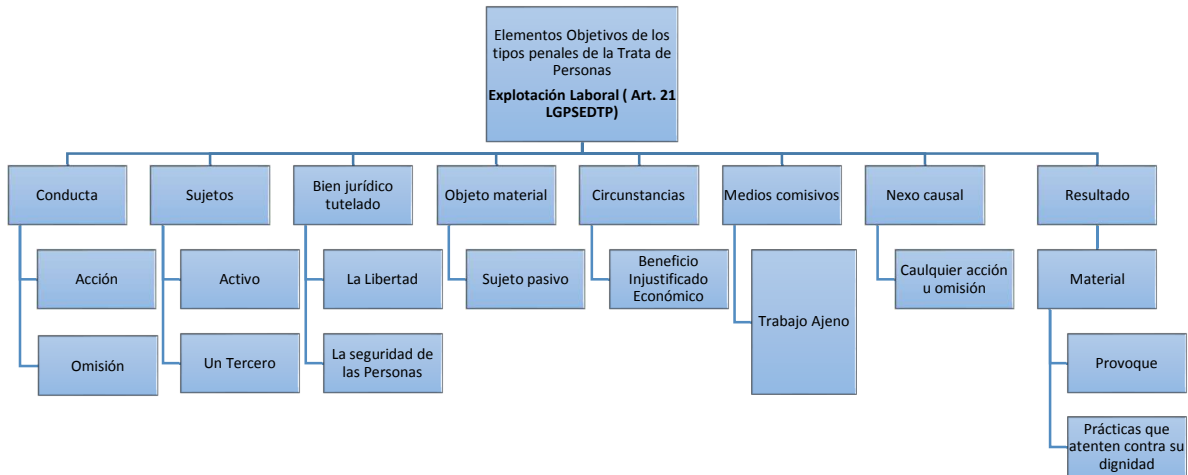 Elementos Objetivos de los
tipos penales de la Trata de
Personas
Explotación Laboral ( Art. 21
LGPSEDTP)
Conducta
Sujetos
Bien jurídico
tutelado
Objeto material
Circunstancias
Medios comisivos
Nexo causal
Resultado
Acción
Activo
La Libertad
Sujeto pasivo
Beneficio
Injustificado
Económico
Trabajo Ajeno
Caulquier acción
u omisión
Material
Omisión
Un Tercero
La seguridad de
las Personas
Provoque
Prácticas que
atenten contra su
dignidad